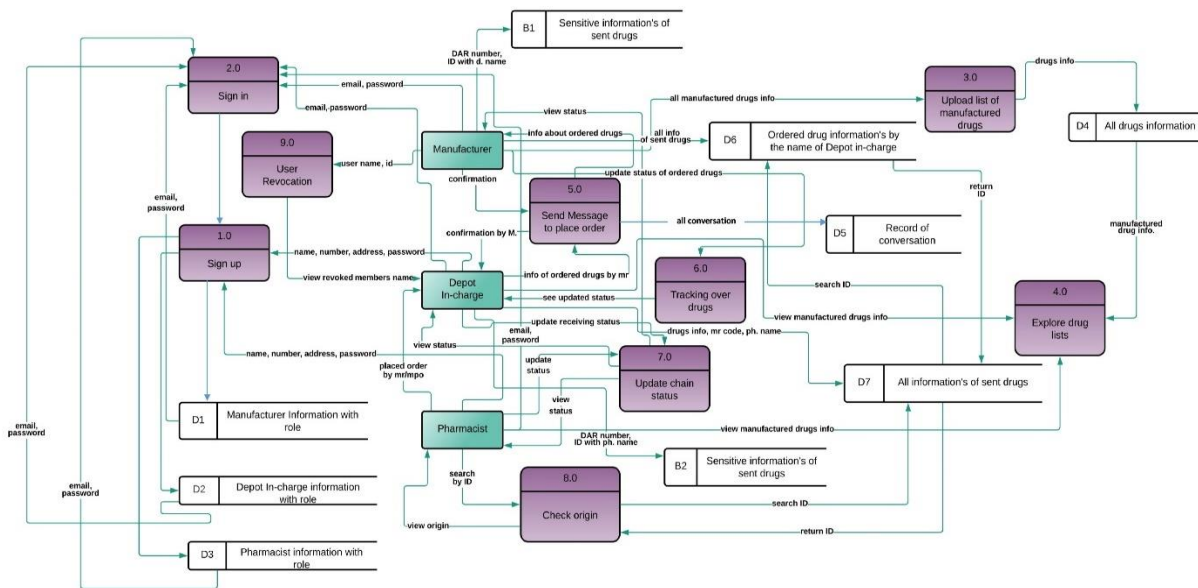 B1
Sensitive information's of
sent drugs
DAR number,
ID with d. name
2.0
Sign in
email, password
email, password
3.0
Upload list of
manufactured
drugs
drugs info
all manufactured drugs info
view status
D4
All drugs information
9.0
User
Revocation
user name, id
Manufacturer
info about ordered drugs
all info
of sent drugs
D6
Ordered drug information's by
the name of Depot in-charge
confirmation
update status of ordered drugs
5.0
Send Message
to place order
return
ID
email,
password
all conversation
D5
Record of
conversation
manufactured
drug info.
1.0
Sign up
name, number, address, password
confirmation by M.
view revoked members name
Depot
In-charge
info of ordered drugs by mr
6.0
Tracking over
drugs
search ID
4.0
Explore drug
lists
see updated status
view manufactured drugs info
update receiving status
email,
password
drugs info, mr code, ph. name
view status
name, number, address, password
7.0
Update chain
status
placed order
by mr/mpo
update
status
D7
All information's of sent drugs
view
status
D1
Manufacturer Information with
role
Pharmacist
view manufactured drugs info
email,
password
DAR number,
ID with ph. name
B2
Sensitive information's of
sent drugs
search
by ID
D2
Depot In-charge information
with role
email,
password
8.0
Check origin
search ID
view origin
return ID
D3
Pharmacist information with
role